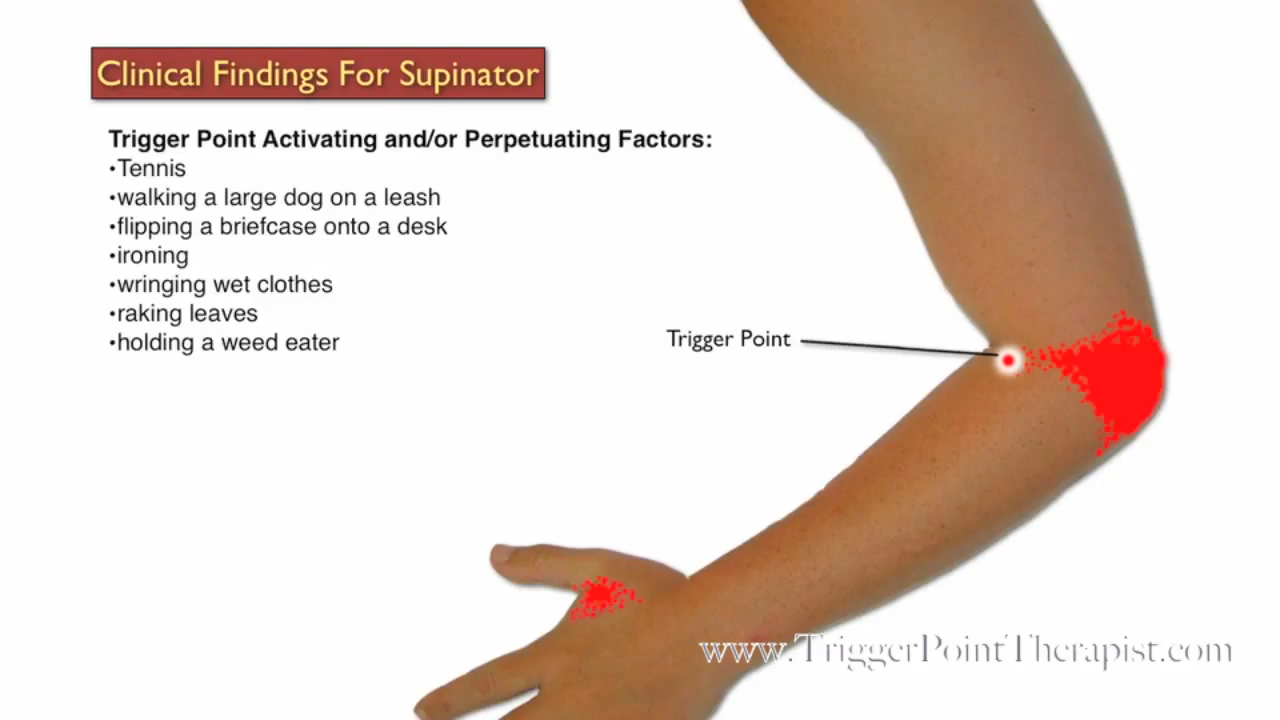 Clinical Findings For Supinator
Trigger Point Activating and/or Perpetuating Factors:
•Tennis
•walking a large dog on a leash
•flipping a briefcase onto a desk
•ironing
•wringing wet clothes
•raking leaves
•holding a weed eater
Trigger Point
www.TriggerPointTherapist.com